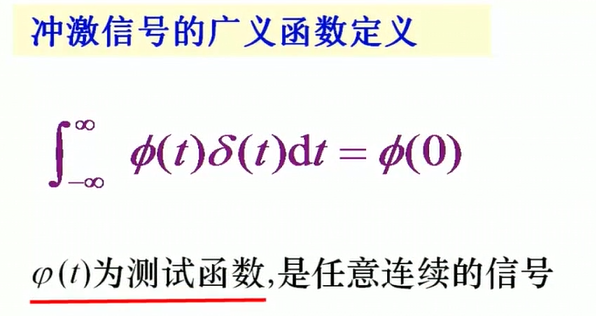 冲激信号的广义函数定义
∫_{-∞}^{∞} ϕ(t)δ(t)dt = ϕ(0)
φ(t)为测试函数,是任意连续的信号